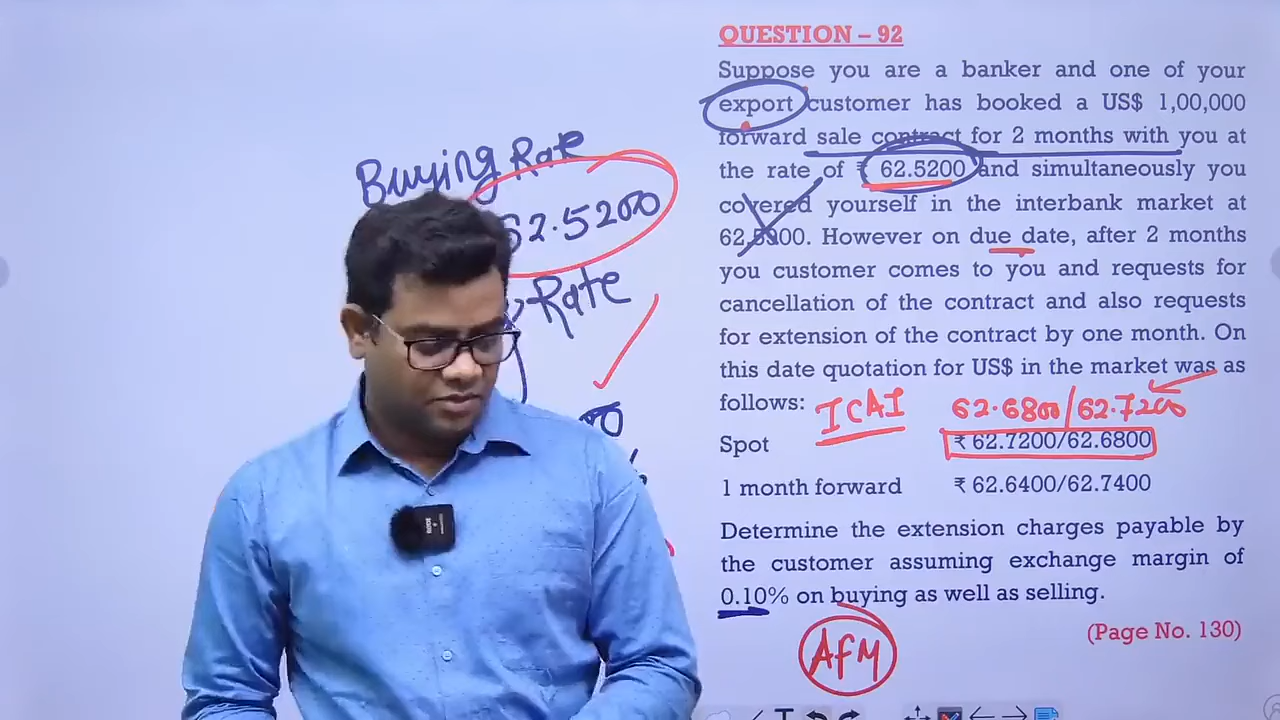 QUESTION – 92
Suppose you are a banker and one of your
export customer has booked a US$ 1,00,000
forward sale contract for 2 months with you at
the rate of ₹ 62.5200 and simultaneously you
covered yourself in the interbank market at
62.5900. However on due date, after 2 months
you customer comes to you and requests for
cancellation of the contract and also requests
for extension of the contract by one month. On
this date quotation for US$ in the market was as
follows:
ICAI 62.6800/62.7200
Spot ₹ 62.7200/62.6800
1 month forward ₹ 62.6400/62.7400
Determine the extension charges payable by
the customer assuming exchange margin of
0.10% on buying as well as selling.
(Page No. 130)
AFM
Buying Rate
62.5200
Rate